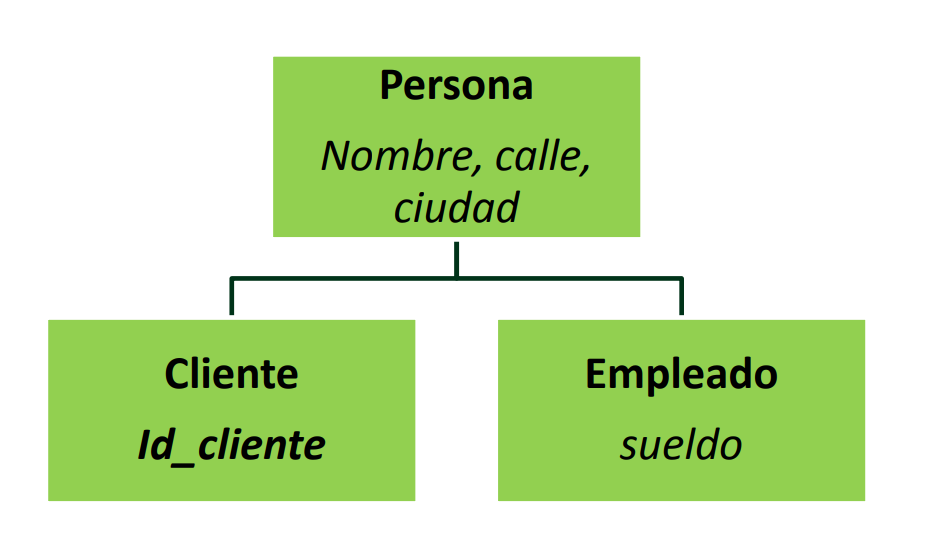 Persona
Nombre, calle,
ciudad
Cliente
Id_cliente
Empleado
sueldo